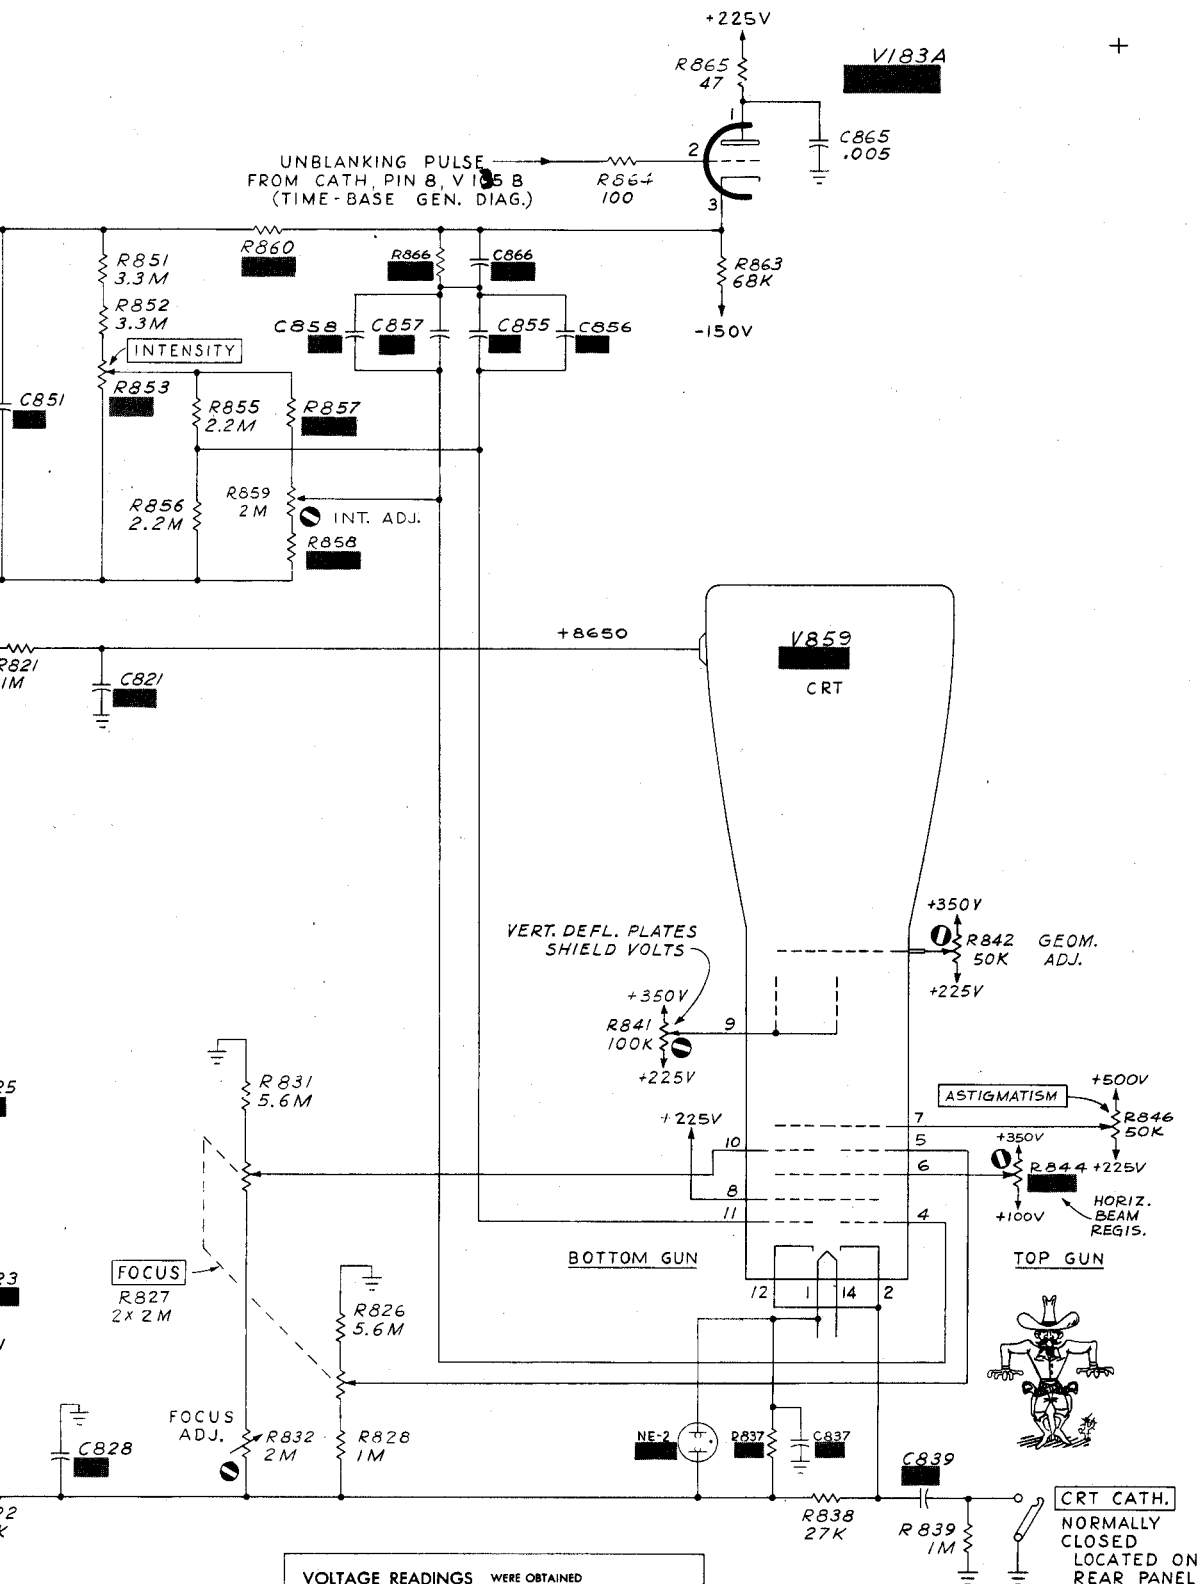 +225V
V183A
R865
47
1
C865
.005
2
UNBLANKING PULSE
FROM CATH, PIN 8, V B
(TIME-BASE GEN. DIAG.)
R864
100
3
R860
R866
C866
R863
68K
-150V
R851
3.3M
R852
3.3M
INTENSITY
R853
C858
C857
C855
C856
C851
R855
2.2M
R857
R856
2.2M
R859
2M
INT. ADJ.
R858
+8650
V859
CRT
R821
1M
C821
VERT. DEFL. PLATES
SHIELD VOLTS
+350V
R842
50K
GEOM.
ADJ.
+225V
+350V
R841
100K
9
+225V
R831
5.6M
+225V
10
8
11
7
5
6
4
ASTIGMATISM
+500V
R846
50K
+225V
+350V
R844
+100V
HORIZ.
BEAM
REGIS.
BOTTOM GUN
TOP GUN
12
1
14
2
FOCUS
R827
2X 2M
R826
5.6M
FOCUS
ADJ.
R832
2M
R828
1M
C828
NE-2
R837
C837
C839
R838
27K
R839
1M
CRT CATH.
NORMALLY
CLOSED
LOCATED ON
REAR PANEL
VOLTAGE READINGS WERE OBTAINED